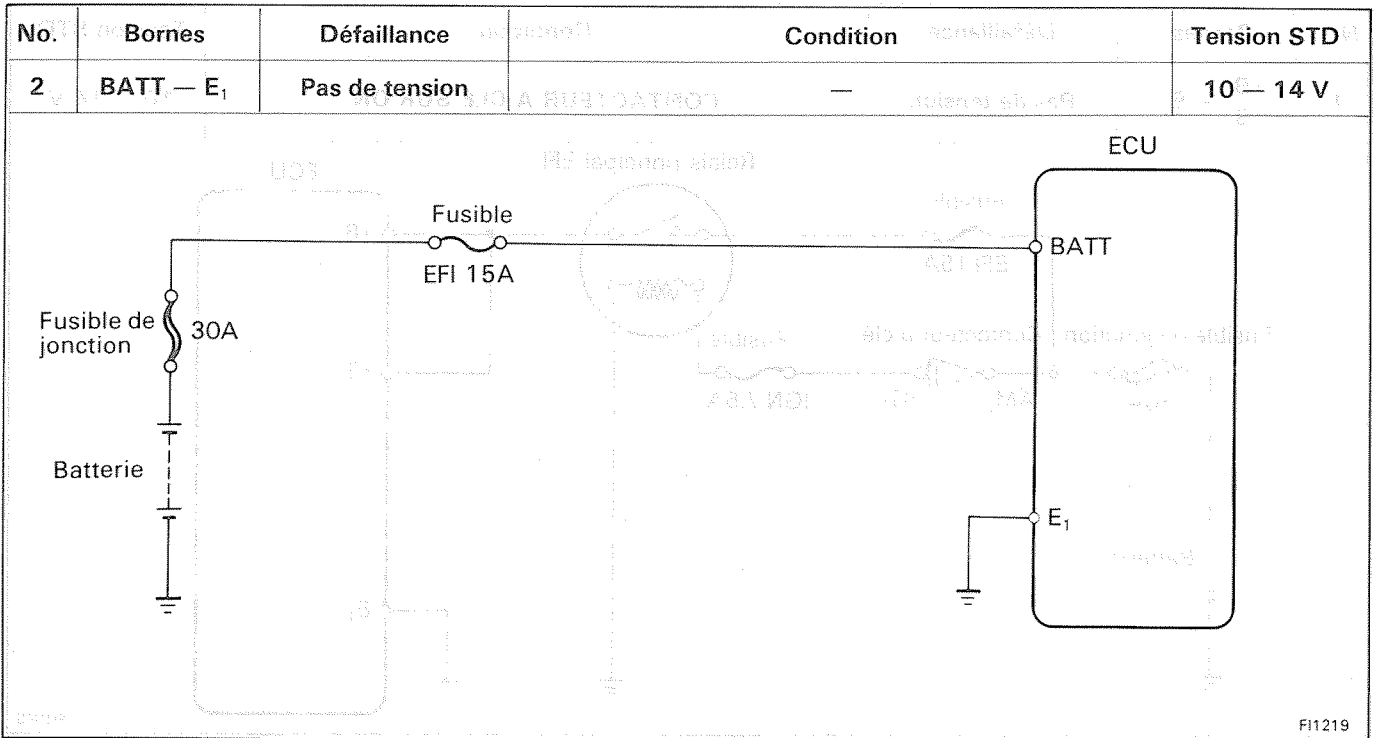 No. Bornes Défaillance Condition Tension STD
2 BATT — E₁ Pas de tension — 10 — 14 V
ECU
Fusible
BATT
EFI 15A
Fusible de
jonction
30A
Batterie
E₁
FI1219